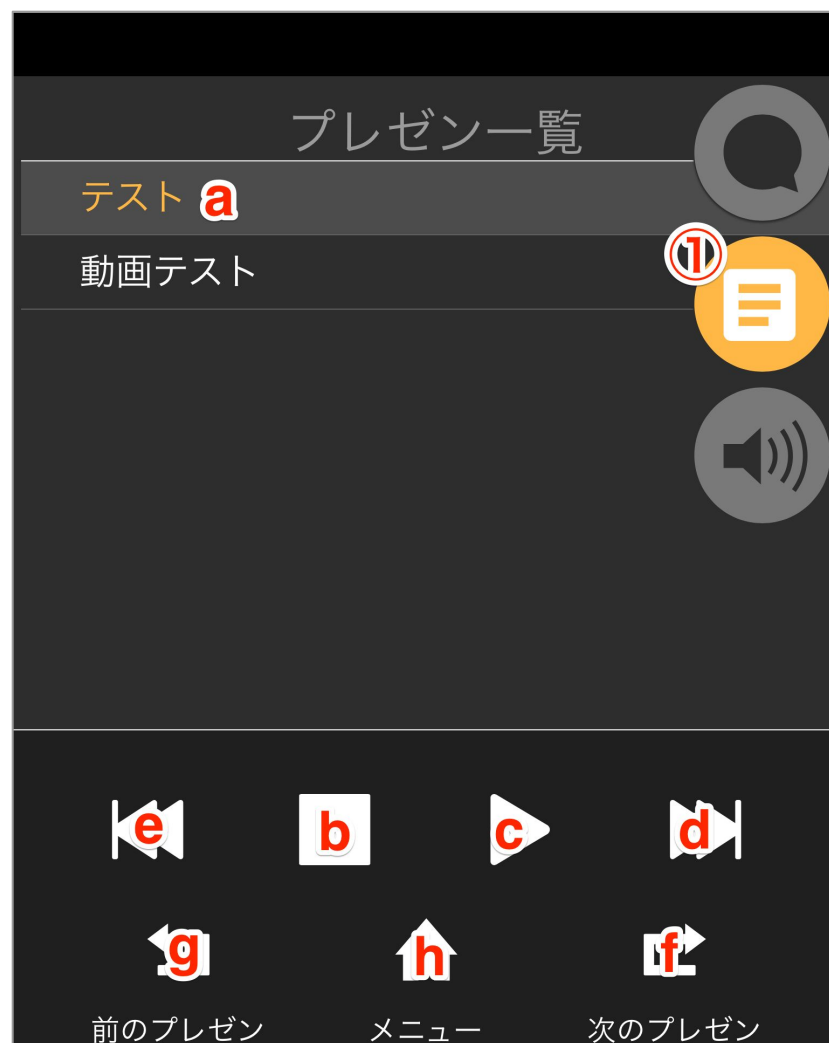 プレゼン一覧
テスト a
①
動画テスト
e b c d
g h f
前のプレゼン メニュー 次のプレゼン